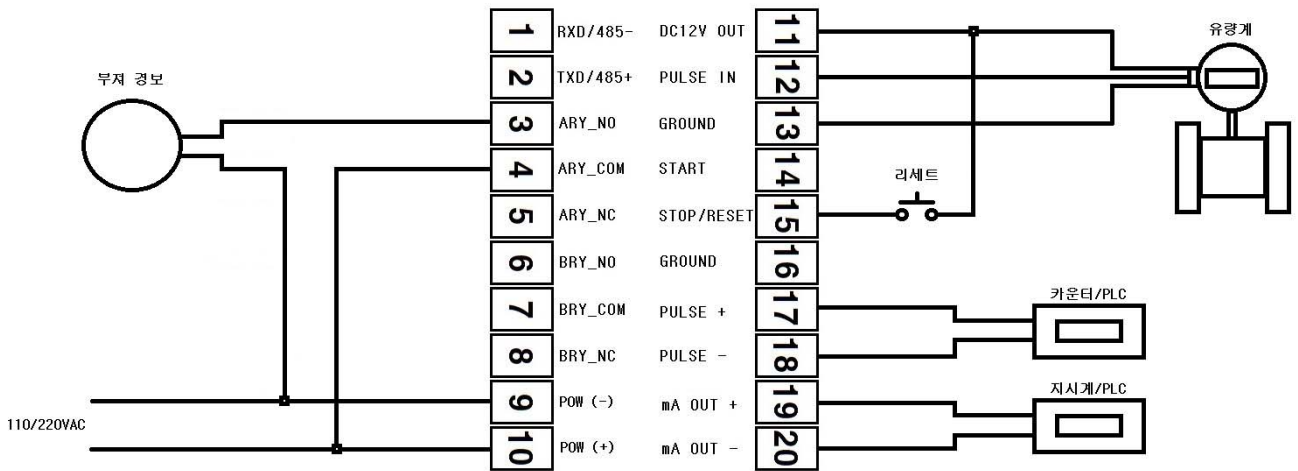 1 RXD/485- DC12V OUT 11
유량계
부져 경보
2 TXD/485+ PULSE IN 12
3 ARY_NO GROUND 13
4 ARY_COM START 14
리세트
5 ARY_NC STOP/RESET 15
6 BRY_NO GROUND 16
카운터/PLC
7 BRY_COM PULSE + 17
8 BRY_NC PULSE - 18
지시계/PLC
9 POW (-) mA OUT + 19
110/220VAC
10 POW (+) mA OUT - 20